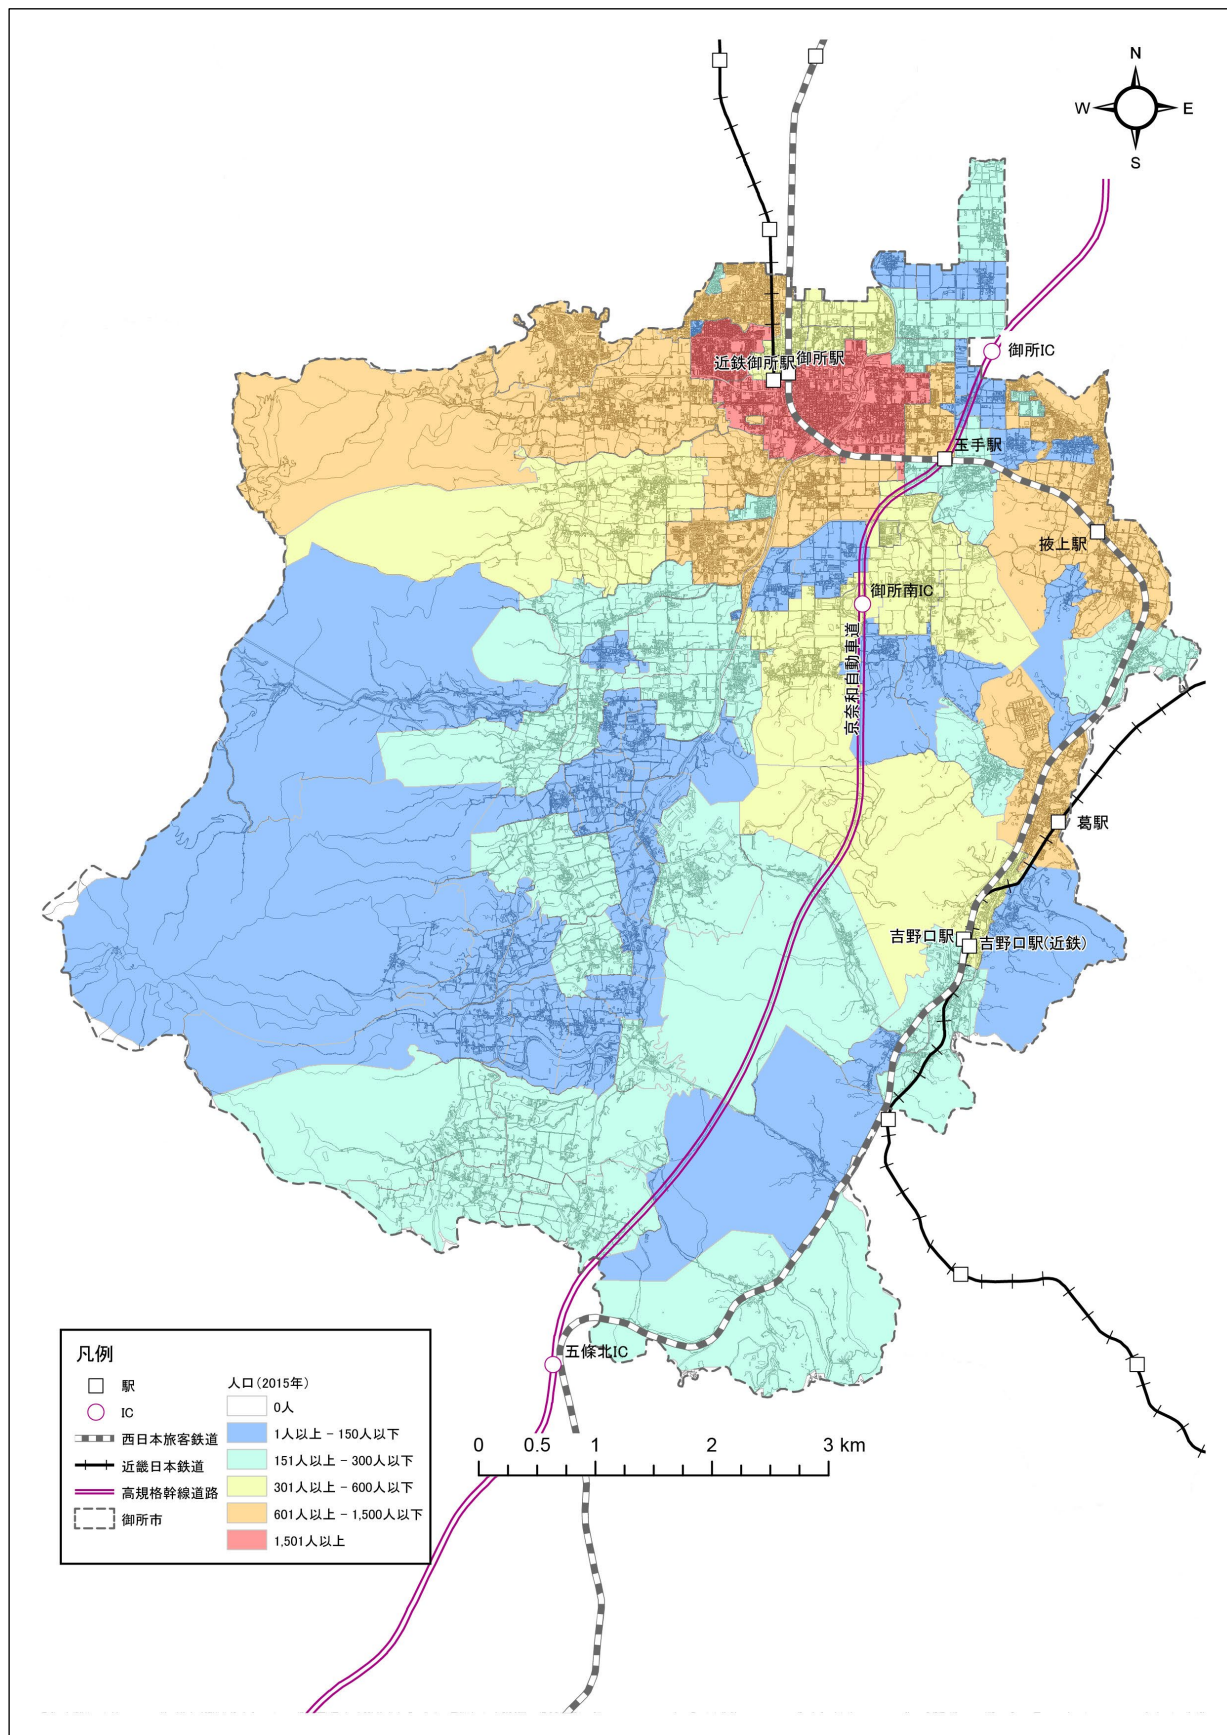 N
W
E
S
御所IC
近鉄御所駅
御所駅
玉手駅
掖上駅
御所南IC
京奈和自動車道
葛駅
吉野口駅
吉野口駅(近鉄)
五條北IC
凡例
駅
IC
西日本旅客鉄道
近畿日本鉄道
高規格幹線道路
御所市
人口(2015年)
0人
1人以上 - 150人以下
151人以上 - 300人以下
301人以上 - 600人以下
601人以上 - 1,500人以下
1,501人以上
0 0.5 1 2 3 km